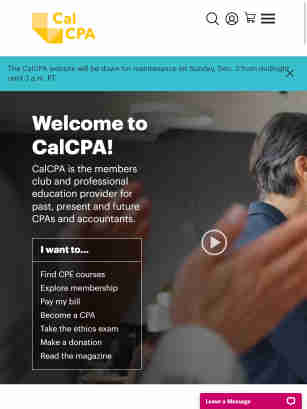 Cal
CPA
The CalCPA website will be down for maintenance on Sunday, Dec. 3 from midnight
until 3 a.m. PT.
Welcome to
CalCPA!
CalCPA is the members
club and professional
education provider for
past, present and future
CPAs and accountants.
I want to...
Find CPE courses
Explore membership
Pay my bill
Become a CPA
Take the ethics exam
Make a donation
Read the magazine
Leave a Message